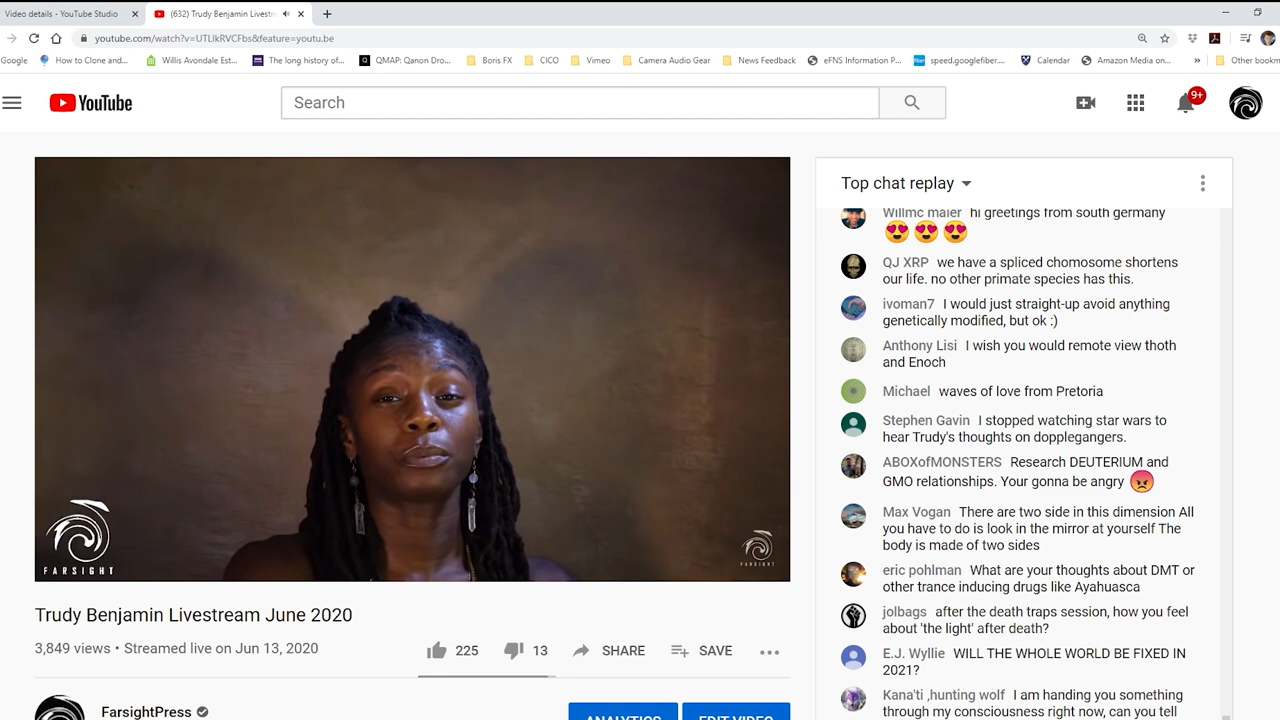 Video details - YouTube Studio
(632) Trudy Benjamin Livestre
youtube.com/watch?v=UTLIkRVCFbs&feature=youtu.be
Google How to Clone and... Willis Avondale Est... The long history of... QMAP: Qanon Dro... Boris FX CICO Vimeo Camera Audio Gear News Feedback eFNS Information P... speed.googlefiber... Calendar Amazon Media on... » Other bookm
YouTube
Search
9+
Top chat replay
Willmc maier hi greetings from south germany
QJ XRP we have a spliced chomosome shortens
our life. no other primate species has this.
ivoman7 I would just straight-up avoid anything
genetically modified, but ok :)
Anthony Lisi I wish you would remote view thoth
and Enoch
Michael waves of love from Pretoria
Stephen Gavin I stopped watching star wars to
hear Trudy's thoughts on dopplegangers.
ABOXofMONSTERS Research DEUTERIUM and
GMO relationships. Your gonna be angry
Max Vogan There are two side in this dimension All
you have to do is look in the mirror at yourself The
body is made of two sides
eric pohlman What are your thoughts about DMT or
other trance inducing drugs like Ayahuasca
jolbags after the death traps session, how you feel
about 'the light' after death?
E.J. Wyllie WILL THE WHOLE WORLD BE FIXED IN
2021?
Kana'ti ,hunting wolf I am handing you something
through my consciousness right now, can you tell
FARSIGHT
FARSIGHT
Trudy Benjamin Livestream June 2020
3,849 views • Streamed live on Jun 13, 2020
225 13 SHARE SAVE
FarsightPress
ANALYTICS
EDIT VIDEO